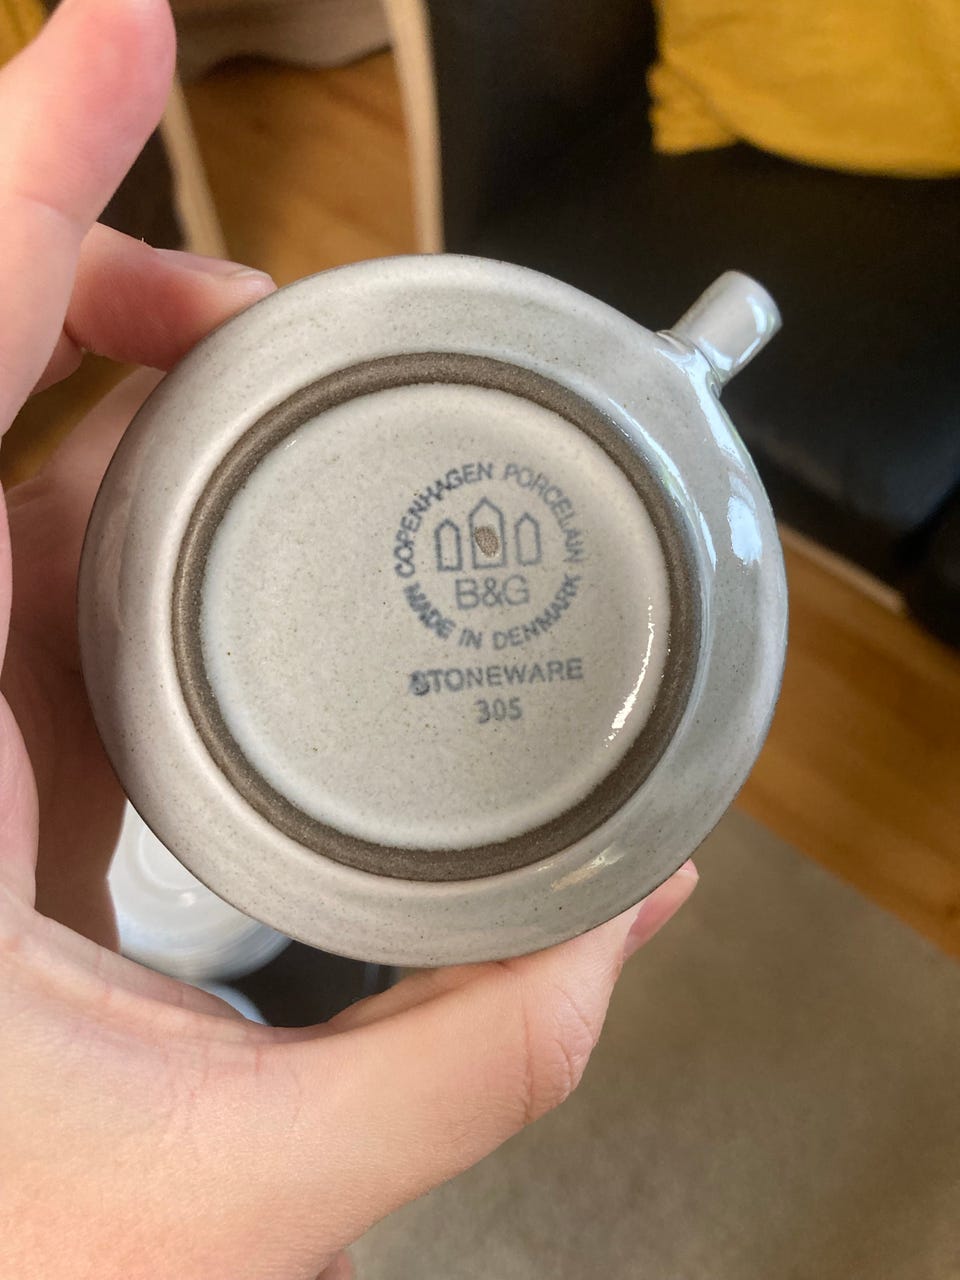 COPENHAGEN PORCELAIN
B&G
MADE IN DENMARK
STONEWARE
305